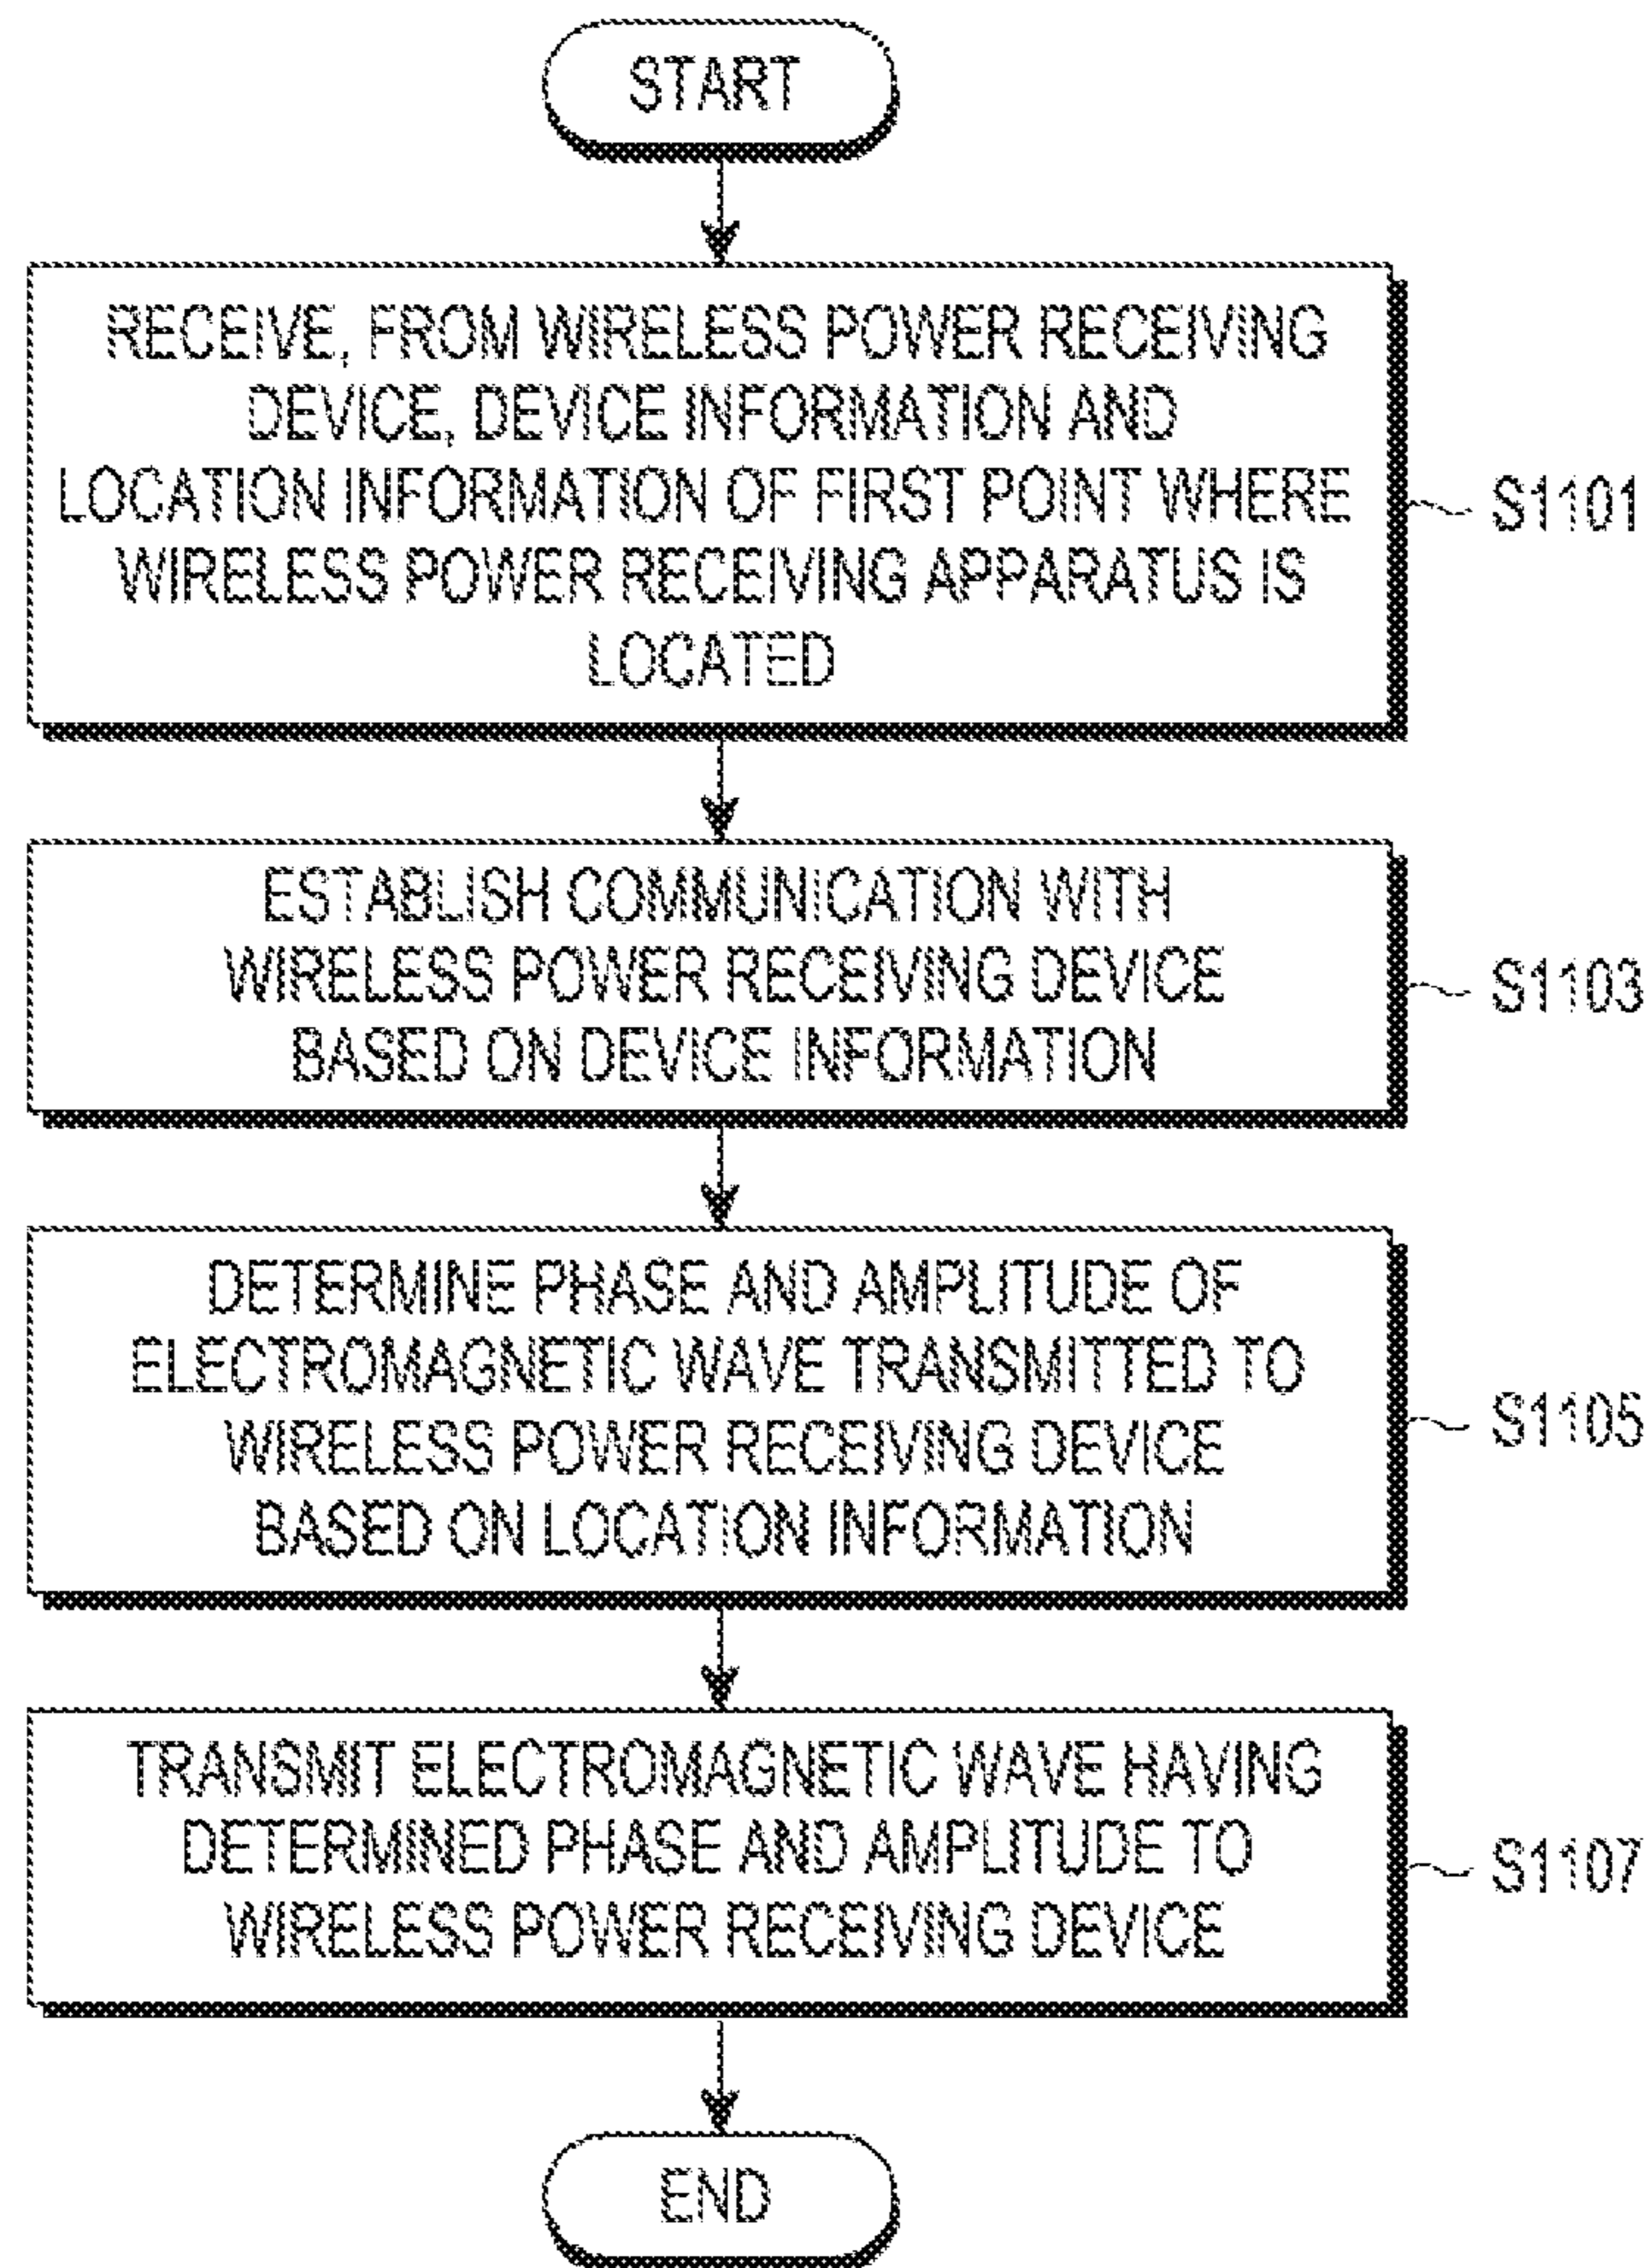 START
RECEIVE, FROM WIRELESS POWER RECEIVING
DEVICE, DEVICE INFORMATION AND
LOCATION INFORMATION OF FIRST POINT WHERE
WIRELESS POWER RECEIVING APPARATUS IS
LOCATED
S1101
ESTABLISH COMMUNICATION WITH
WIRELESS POWER RECEIVING DEVICE
BASED ON DEVICE INFORMATION
S1103
DETERMINE PHASE AND AMPLITUDE OF
ELECTROMAGNETIC WAVE TRANSMITTED TO
WIRELESS POWER RECEIVING DEVICE
BASED ON LOCATION INFORMATION
S1105
TRANSMIT ELECTROMAGNETIC WAVE HAVING
DETERMINED PHASE AND AMPLITUDE TO
WIRELESS POWER RECEIVING DEVICE
S1107
END